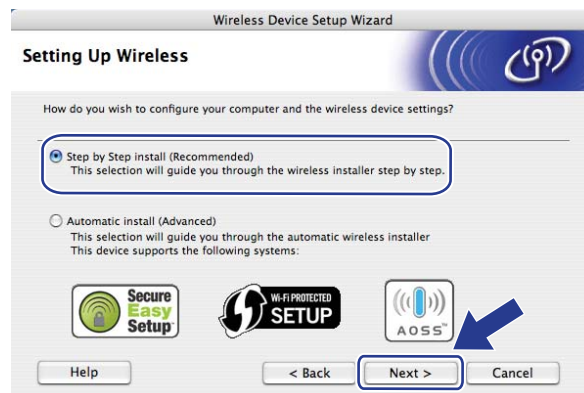 Wireless Device Setup Wizard
Setting Up Wireless
How do you wish to configure your computer and the wireless device settings?
Step by Step install (Recommended)
This selection will guide you through the wireless installer step by step.
Automatic install (Advanced)
This selection will guide you through the automatic wireless installer
This device supports the following systems:
Secure
Easy
Setup™
Wi-Fi PROTECTED
SETUP
AOSS™
Help
< Back
Next >
Cancel